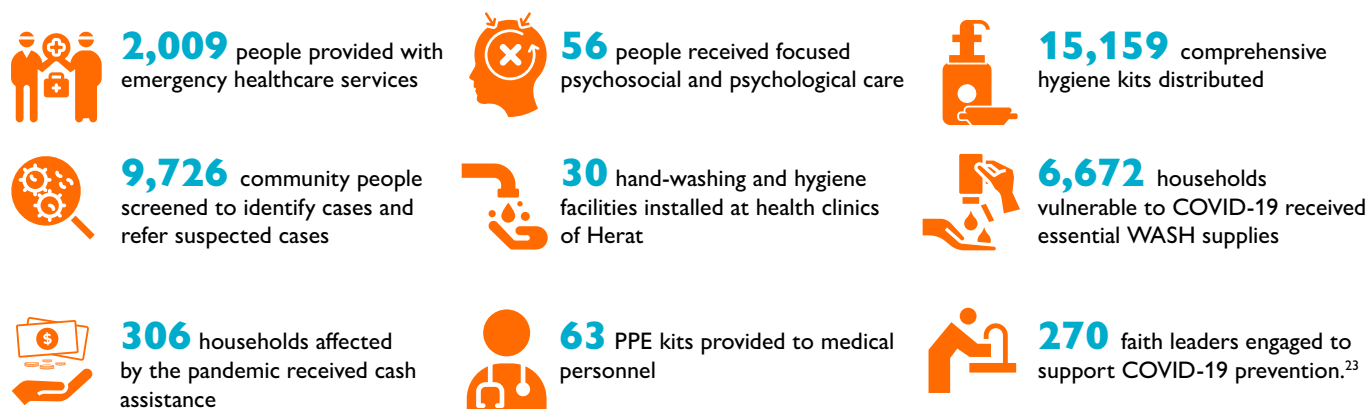 2,009 people provided with
emergency healthcare services
56 people received focused
psychosocial and psychological care
15,159 comprehensive
hygiene kits distributed
9,726 community people
screened to identify cases and
refer suspected cases
30 hand-washing and hygiene
facilities installed at health clinics
of Herat
6,672 households
vulnerable to COVID-19 received
essential WASH supplies
$
306 households affected
by the pandemic received cash
assistance
63 PPE kits provided to medical
personnel
270 faith leaders engaged to
support COVID-19 prevention.²³